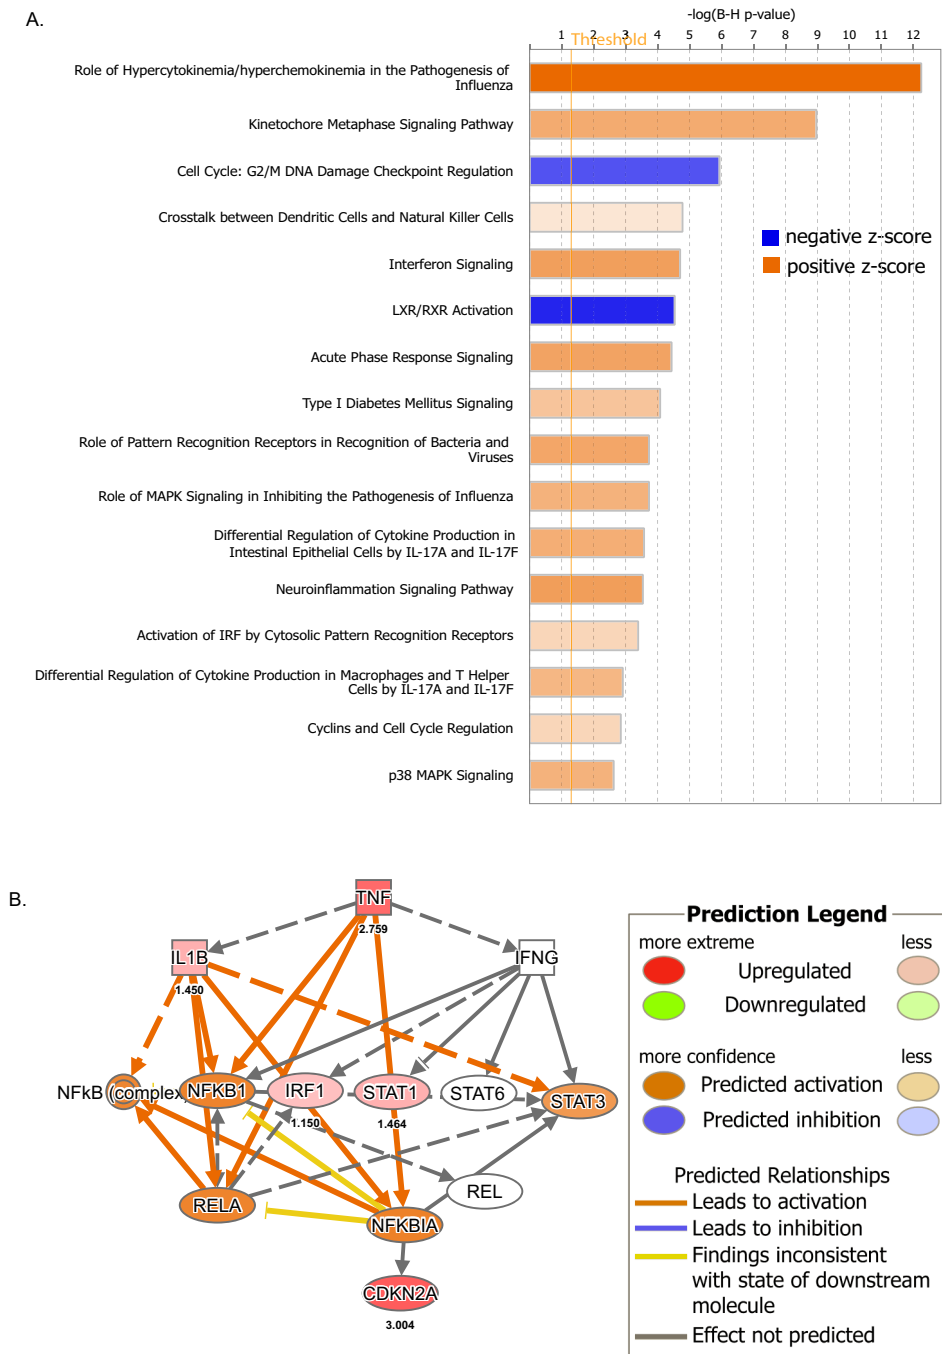 A.
-log(B-H p-value)
1 2 3 4 5 6 7 8 9 10 11 12
Threshold
Role of Hypercytokinemia/hyperchemokinemia in the Pathogenesis of
Influenza
Kinetochore Metaphase Signaling Pathway
Cell Cycle: G2/M DNA Damage Checkpoint Regulation
Crosstalk between Dendritic Cells and Natural Killer Cells
negative z-score
Interferon Signaling
positive z-score
LXR/RXR Activation
Acute Phase Response Signaling
Type I Diabetes Mellitus Signaling
Role of Pattern Recognition Receptors in Recognition of Bacteria and
Viruses
Role of MAPK Signaling in Inhibiting the Pathogenesis of Influenza
Differential Regulation of Cytokine Production in
Intestinal Epithelial Cells by IL-17A and IL-17F
Neuroinflammation Signaling Pathway
Activation of IRF by Cytosolic Pattern Recognition Receptors
Differential Regulation of Cytokine Production in Macrophages and T Helper
Cells by IL-17A and IL-17F
Cyclins and Cell Cycle Regulation
p38 MAPK Signaling
B.
TNF
2.759
IL1B
1.450
IFNG
NFkB (complex)
NFKB1
IRF1
1.150
STAT1
1.464
STAT6
STAT3
RELA
REL
NFKBIA
CDKN2A
3.004
Prediction Legend
more extreme less
Upregulated
Downregulated
more confidence less
Predicted activation
Predicted inhibition
Predicted Relationships
Leads to activation
Leads to inhibition
Findings inconsistent
with state of downstream
molecule
Effect not predicted